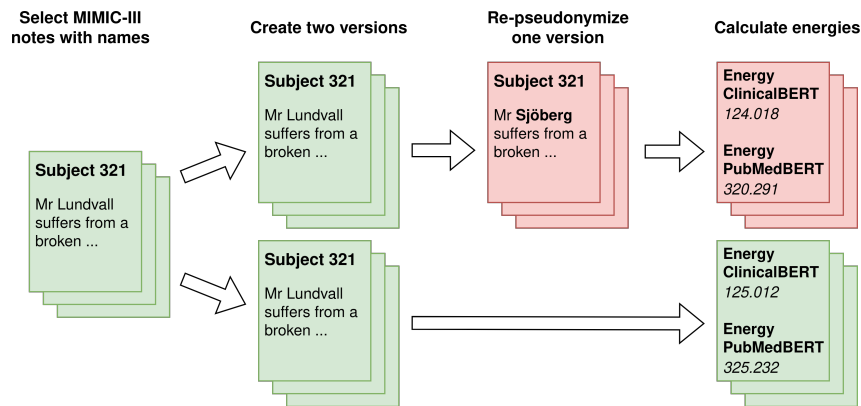 Select MIMIC-III
notes with names
Create two versions
Re-pseudonymize
one version
Calculate energies
Subject 321
Mr Lundvall
suffers from a
broken ...
Subject 321
Mr Lundvall
suffers from a
broken ...
Subject 321
Mr Sjöberg
suffers from a
broken ...
Energy
ClinicalBERT
124.018
Energy
PubMedBERT
320.291
Subject 321
Mr Lundvall
suffers from a
broken ...
Energy
ClinicalBERT
125.012
Energy
PubMedBERT
325.232